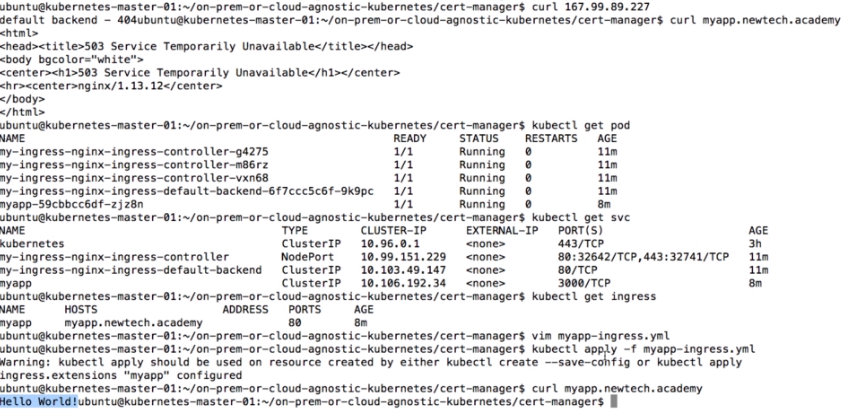 ubuntu@kubernetes-master-01:~/on-prem-or-cloud-agnostic-kubernetes/cert-manager$ curl 167.99.89.227
default backend - 404ubuntu@kubernetes-master-01:~/on-prem-or-cloud-agnostic-kubernetes/cert-manager$ curl myapp.newtech.academy
<html>
<head><title>503 Service Temporarily Unavailable</title></head>
<body bgcolor="white">
<center><h1>503 Service Temporarily Unavailable</h1></center>
<hr><center>nginx/1.13.12</center>
</body>
</html>
ubuntu@kubernetes-master-01:~/on-prem-or-cloud-agnostic-kubernetes/cert-manager$ kubectl get pod
NAME READY STATUS RESTARTS AGE
my-ingress-nginx-ingress-controller-g4275 1/1 Running 0 11m
my-ingress-nginx-ingress-controller-m86rz 1/1 Running 0 11m
my-ingress-nginx-ingress-controller-vxn68 1/1 Running 0 11m
my-ingress-nginx-ingress-default-backend-6f7ccc5c6f-9k9pc 1/1 Running 0 11m
myapp-59cbbcc6df-zjz8n 1/1 Running 0 8m
ubuntu@kubernetes-master-01:~/on-prem-or-cloud-agnostic-kubernetes/cert-manager$ kubectl get svc
NAME TYPE CLUSTER-IP EXTERNAL-IP PORT(S) AGE
kubernetes ClusterIP 10.96.0.1 <none> 443/TCP 3h
my-ingress-nginx-ingress-controller NodePort 10.99.151.229 <none> 80:32642/TCP,443:32741/TCP 11m
my-ingress-nginx-ingress-default-backend ClusterIP 10.103.49.147 <none> 80/TCP 11m
myapp ClusterIP 10.106.192.34 <none> 3000/TCP 8m
ubuntu@kubernetes-master-01:~/on-prem-or-cloud-agnostic-kubernetes/cert-manager$ kubectl get ingress
NAME HOSTS ADDRESS PORTS AGE
myapp myapp.newtech.academy 80 8m
ubuntu@kubernetes-master-01:~/on-prem-or-cloud-agnostic-kubernetes/cert-manager$ vim myapp-ingress.yml
ubuntu@kubernetes-master-01:~/on-prem-or-cloud-agnostic-kubernetes/cert-manager$ kubectl apply -f myapp-ingress.yml
Warning: kubectl apply should be used on resource created by either kubectl create --save-config or kubectl apply
ingress.extensions "myapp" configured
ubuntu@kubernetes-master-01:~/on-prem-or-cloud-agnostic-kubernetes/cert-manager$ curl myapp.newtech.academy
Hello World!ubuntu@kubernetes-master-01:~/on-prem-or-cloud-agnostic-kubernetes/cert-manager$